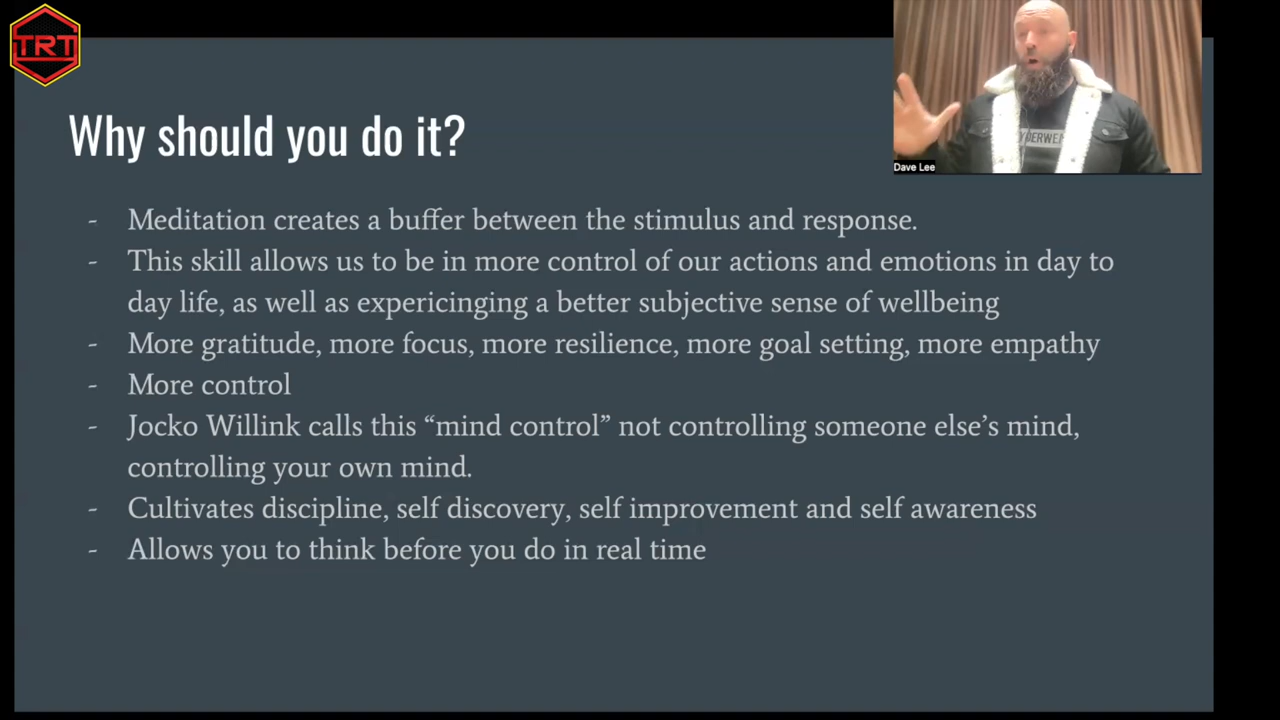 TRT
Why should you do it?
DERWE
Dave Lee
- Meditation creates a buffer between the stimulus and response.
- This skill allows us to be in more control of our actions and emotions in day to
day life, as well as expericinging a better subjective sense of wellbeing
- More gratitude, more focus, more resilience, more goal setting, more empathy
- More control
- Jocko Willink calls this “mind control” not controlling someone else’s mind,
controlling your own mind.
- Cultivates discipline, self discovery, self improvement and self awareness
- Allows you to think before you do in real time